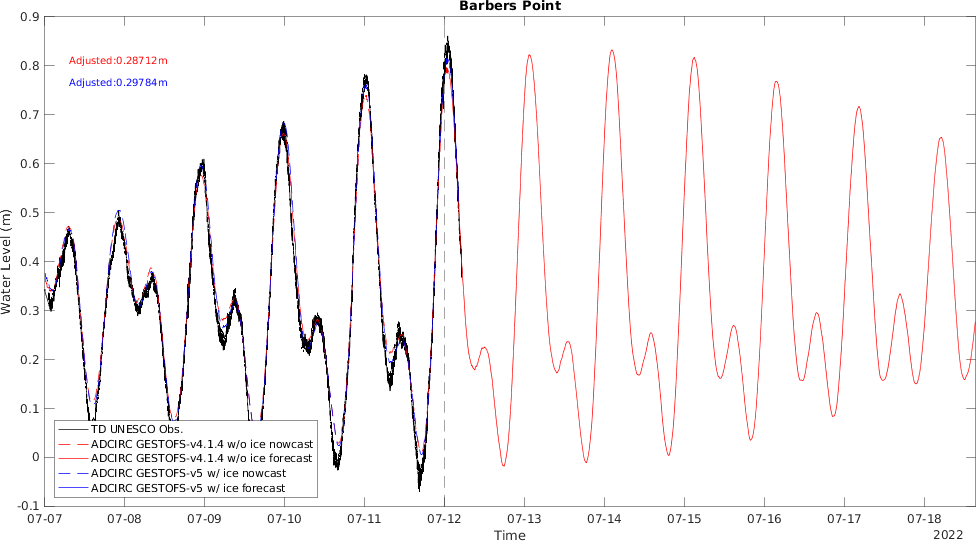 Barbers Point
0.9
0.8
0.7
0.6
0.5
0.4
0.3
0.2
0.1
0
-0.1
Water Level (m)
Adjusted:0.28712m
Adjusted:0.29784m
TD UNESCO Obs.
ADCIRC GESTOFS-v4.1.4 w/o ice nowcast
ADCIRC GESTOFS-v4.1.4 w/o ice forecast
ADCIRC GESTOFS-v5 w/ ice nowcast
ADCIRC GESTOFS-v5 w/ ice forecast
07-07 07-08 07-09 07-10 07-11 07-12 07-13 07-14 07-15 07-16 07-17 07-18
Time
2022